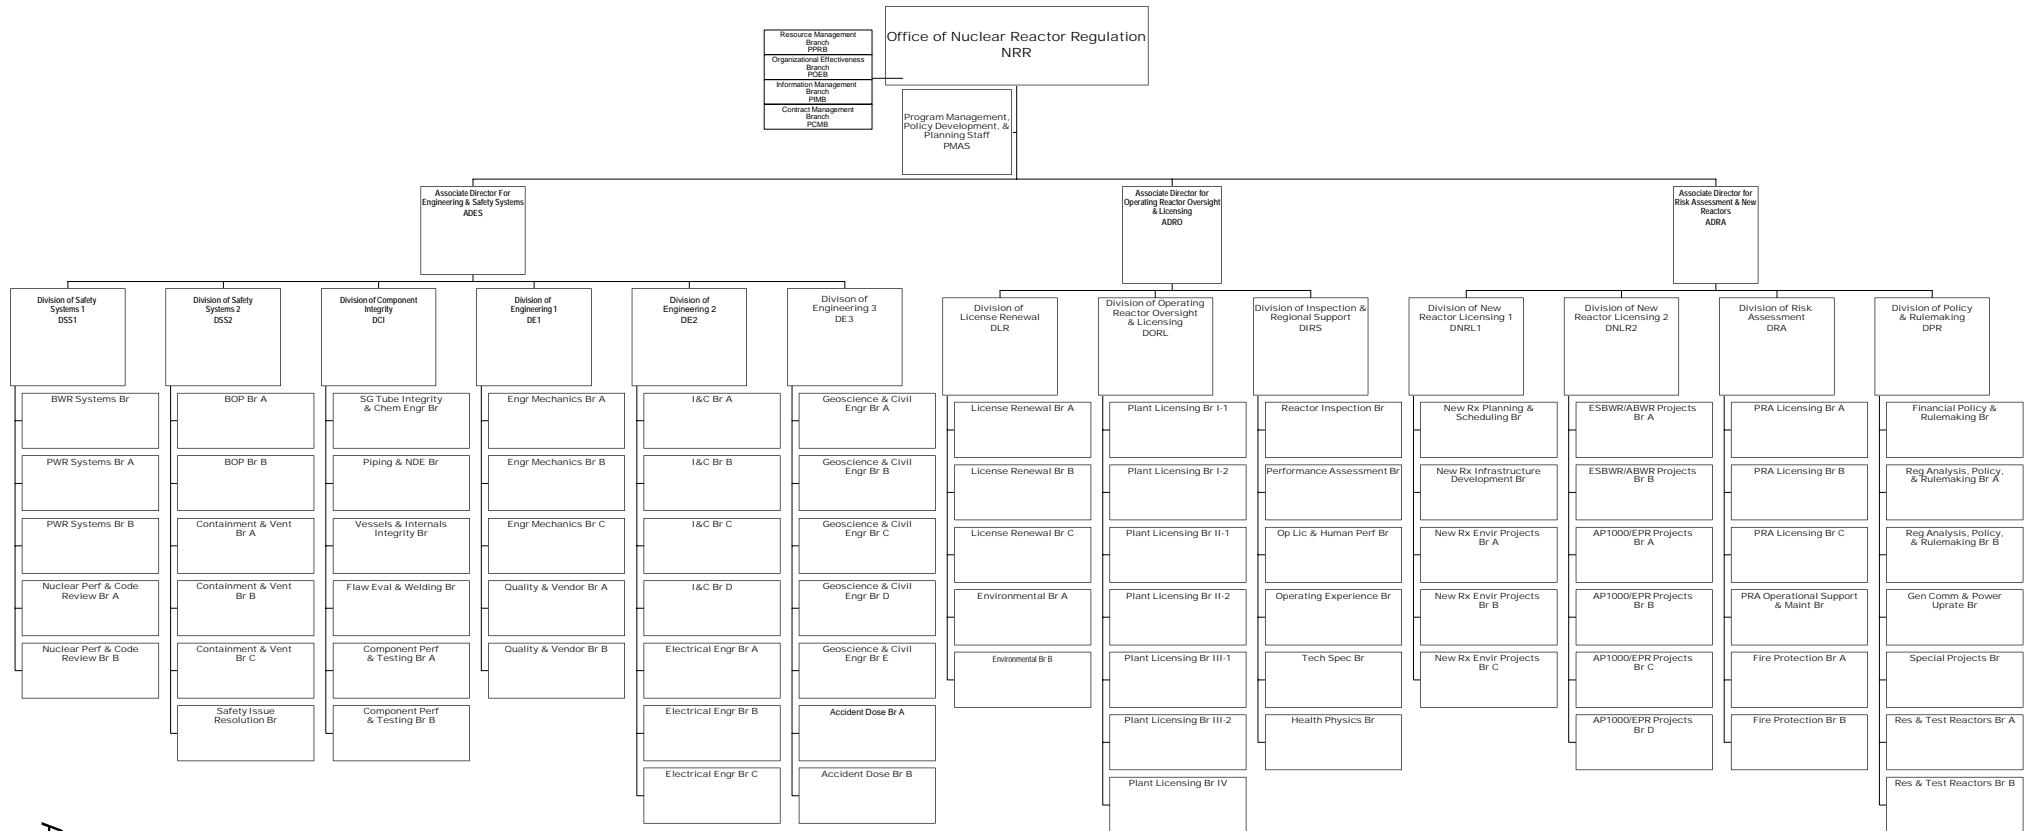 Office of Nuclear Reactor Regulation
NRR
Resource Management
Branch
PPRB
Organizational Effectiveness
Branch
POEB
Information Management
Branch
PIMB
Contract Management
Branch
PCMB
Program Management,
Policy Development, &
Planning Staff
PMAS
Associate Director For
Engineering & Safety Systems
ADES
Associate Director for
Operating Reactor Oversight
& Licensing
ADRO
Associate Director for
Risk Assessment & New
Reactors
ADRA
Division of Safety
Systems 1
DSS1
Division of Safety
Systems 2
DSS2
Division of Component
Integrity
DCI
Division of
Engineering 1
DE1
Division of
Engineering 2
DE2
Divison of
Engineering 3
DE3
Division of
License Renewal
DLR
Division of Operating
Reactor Oversight
& Licensing
DORL
Division of Inspection &
Regional Support
DIRS
Division of New
Reactor Licensing 1
DNRL1
Division of New
Reactor Licensing 2
DNLR2
Division of Risk
Assessment
DRA
Division of Policy
& Rulemaking
DPR
BWR Systems Br
PWR Systems Br A
PWR Systems Br B
Nuclear Perf & Code
Review Br A
Nuclear Perf & Code
Review Br B
BOP Br A
BOP Br B
Containment & Vent
Br A
Containment & Vent
Br B
Containment & Vent
Br C
Safety Issue
Resolution Br
SG Tube Integrity
& Chem Engr Br
Piping & NDE Br
Vessels & Internals
Integrity Br
Flaw Eval & Welding Br
Component Perf
& Testing Br A
Component Perf
& Testing Br B
Engr Mechanics Br A
Engr Mechanics Br B
Engr Mechanics Br C
Quality & Vendor Br A
Quality & Vendor Br B
I&C Br A
I&C Br B
I&C Br C
I&C Br D
Electrical Engr Br A
Electrical Engr Br B
Electrical Engr Br C
Geoscience & Civil
Engr Br A
Geoscience & Civil
Engr Br B
Geoscience & Civil
Engr Br C
Geoscience & Civil
Engr Br D
Geoscience & Civil
Engr Br E
Accident Dose Br A
Accident Dose Br B
License Renewal Br A
License Renewal Br B
License Renewal Br C
Environmental Br A
Environmental Br B
Plant Licensing Br I-1
Plant Licensing Br I-2
Plant Licensing Br II-1
Plant Licensing Br II-2
Plant Licensing Br III-1
Plant Licensing Br III-2
Plant Licensing Br IV
Reactor Inspection Br
Performance Assessment Br
Op Lic & Human Perf Br
Operating Experience Br
Tech Spec Br
Health Physics Br
New Rx Planning &
Scheduling Br
New Rx Infrastructure
Development Br
New Rx Envir Projects
Br A
New Rx Envir Projects
Br B
New Rx Envir Projects
Br C
ESBWR/ABWR Projects
Br A
ESBWR/ABWR Projects
Br B
AP1000/EPR Projects
Br A
AP1000/EPR Projects
Br B
AP1000/EPR Projects
Br C
AP1000/EPR Projects
Br D
PRA Licensing Br A
PRA Licensing Br B
PRA Licensing Br C
PRA Operational Support
& Maint Br
Fire Protection Br A
Fire Protection Br B
Financial Policy &
Rulemaking Br
Reg Analysis, Policy,
& Rulemaking Br A
Reg Analysis, Policy,
& Rulemaking Br B
Gen Comm & Power
Uprate Br
Special Projects Br
Res & Test Reactors Br A
Res & Test Reactors Br B